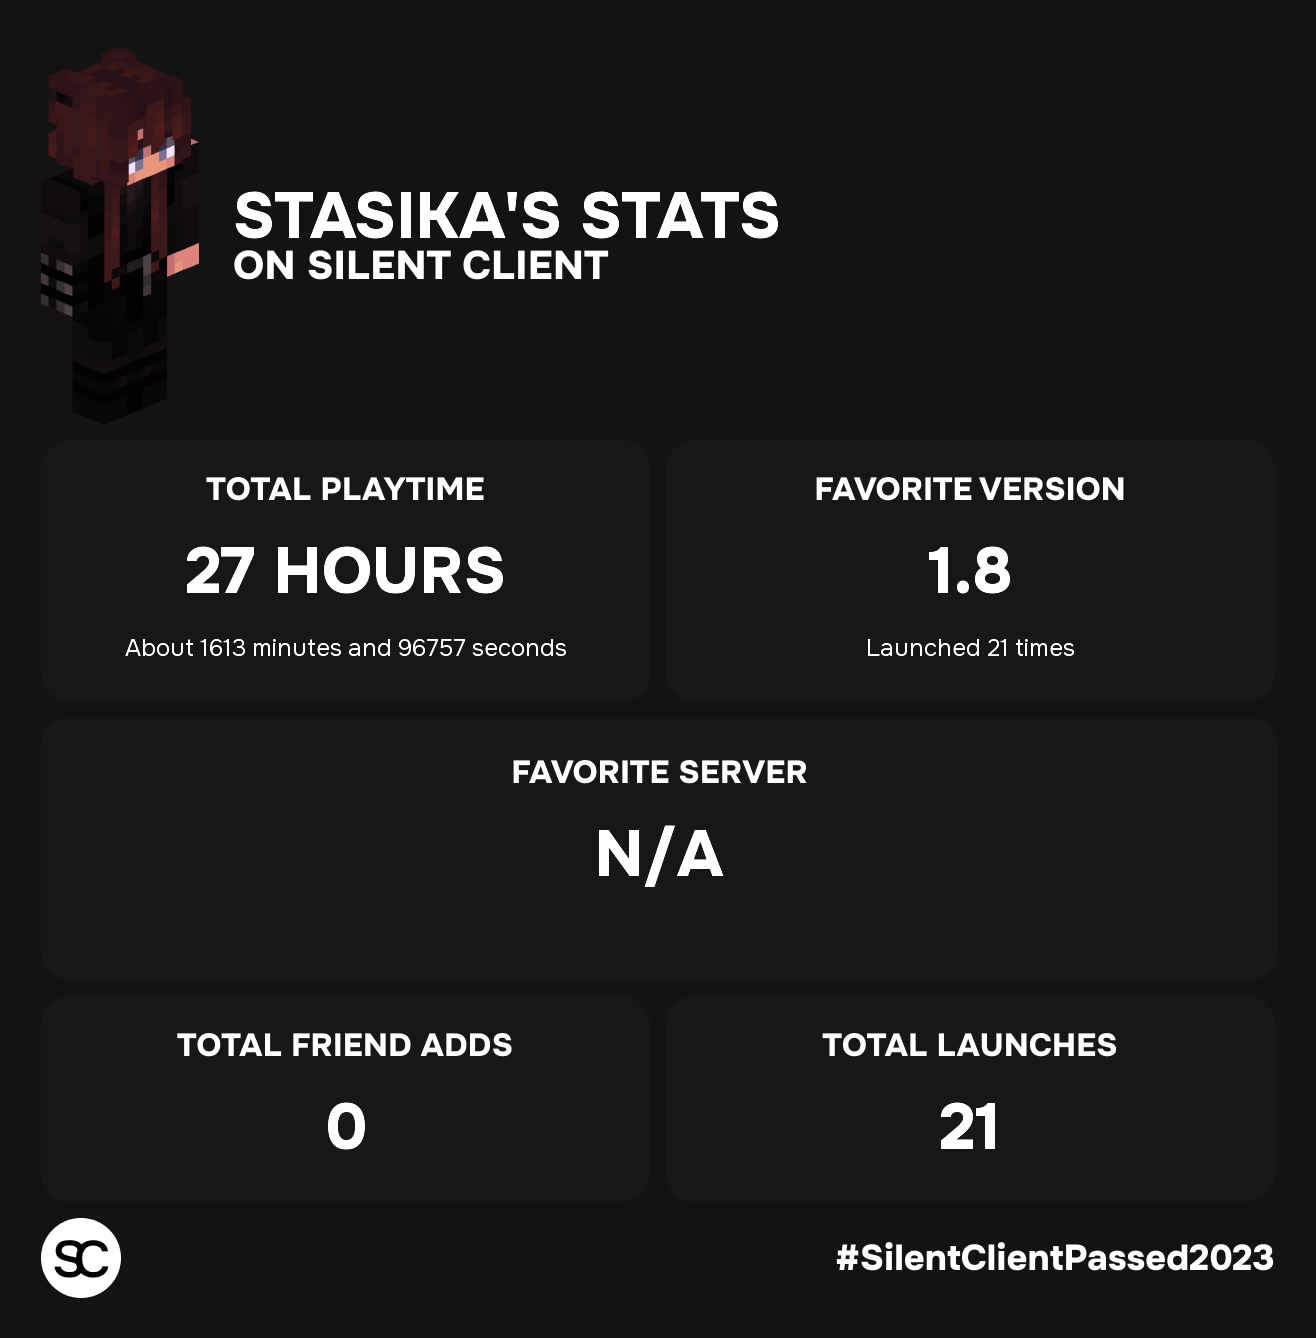 STASIKA'S STATS
ON SILENT CLIENT
TOTAL PLAYTIME
27 HOURS
About 1613 minutes and 96757 seconds
FAVORITE VERSION
1.8
Launched 21 times
FAVORITE SERVER
N/A
TOTAL FRIEND ADDS
0
TOTAL LAUNCHES
21
SC
#SilentClientPassed2023